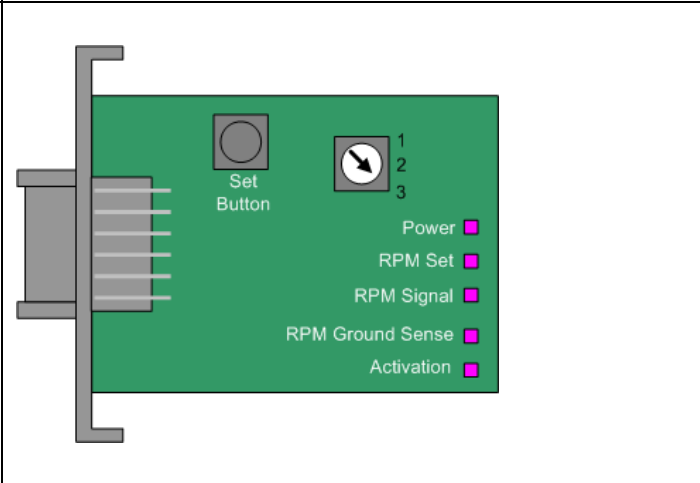 1
2
3
Set
Button
Power
RPM Set
RPM Signal
RPM Ground Sense
Activation